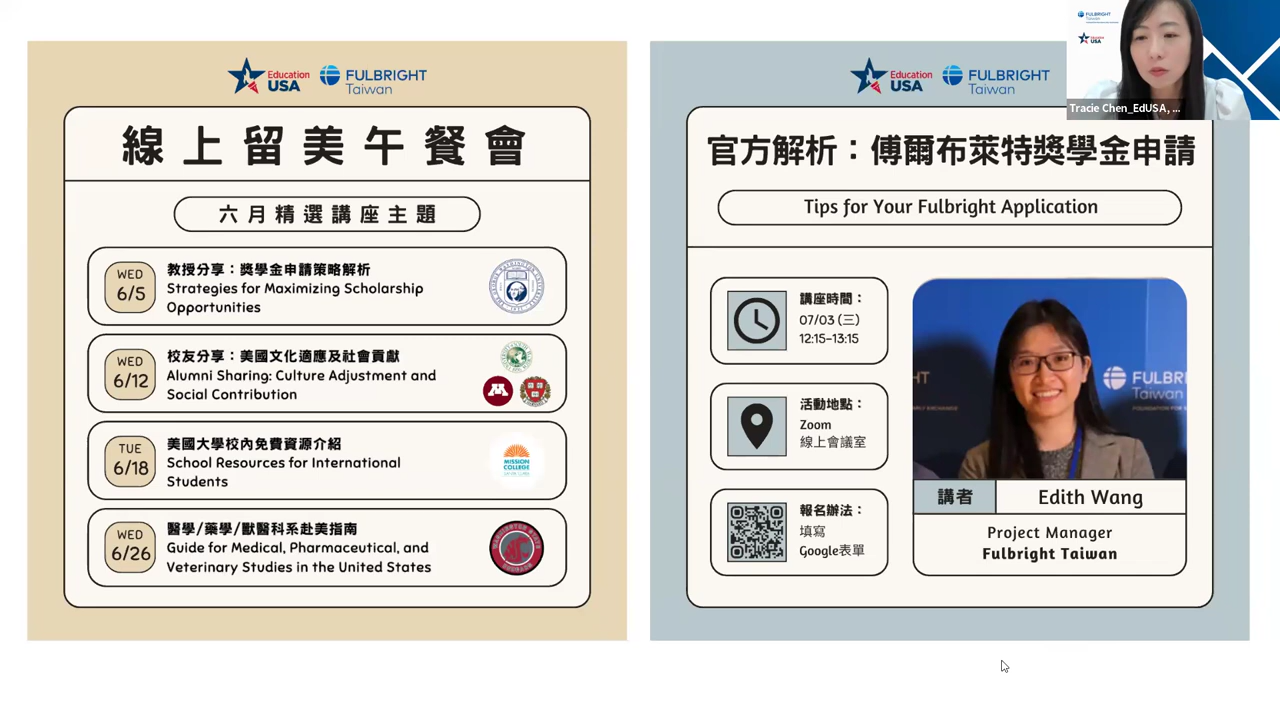 Education
USA
FULBRIGHT
Taiwan
線上留美午餐會
六月精選講座主題
WED
6/5
教授分享：獎學金申請策略解析
Strategies for Maximizing Scholarship
Opportunities
WED
6/12
校友分享：美國文化適應及社會貢獻
Alumni Sharing: Culture Adjustment and
Social Contribution
TUE
6/18
美國大學校內免費資源介紹
School Resources for International
Students
MISSION
COLLEGE
WED
6/26
醫學/藥學/獸醫科系赴美指南
Guide for Medical, Pharmaceutical, and
Veterinary Studies in the United States
Education
USA
FULBRIGHT
Taiwan
官方解析：傅爾布萊特獎學金申請
Tips for Your Fulbright Application
講座時間：
07/03 (三)
12:15-13:15
活動地點：
Zoom
線上會議室
報名辦法：
填寫
Google表單
HT
FULBRI
Taiwan
講者
Edith Wang
Project Manager
Fulbright Taiwan
FULBRIGHT
Taiwan
USA
Tracie Chen_EdUSA, ...